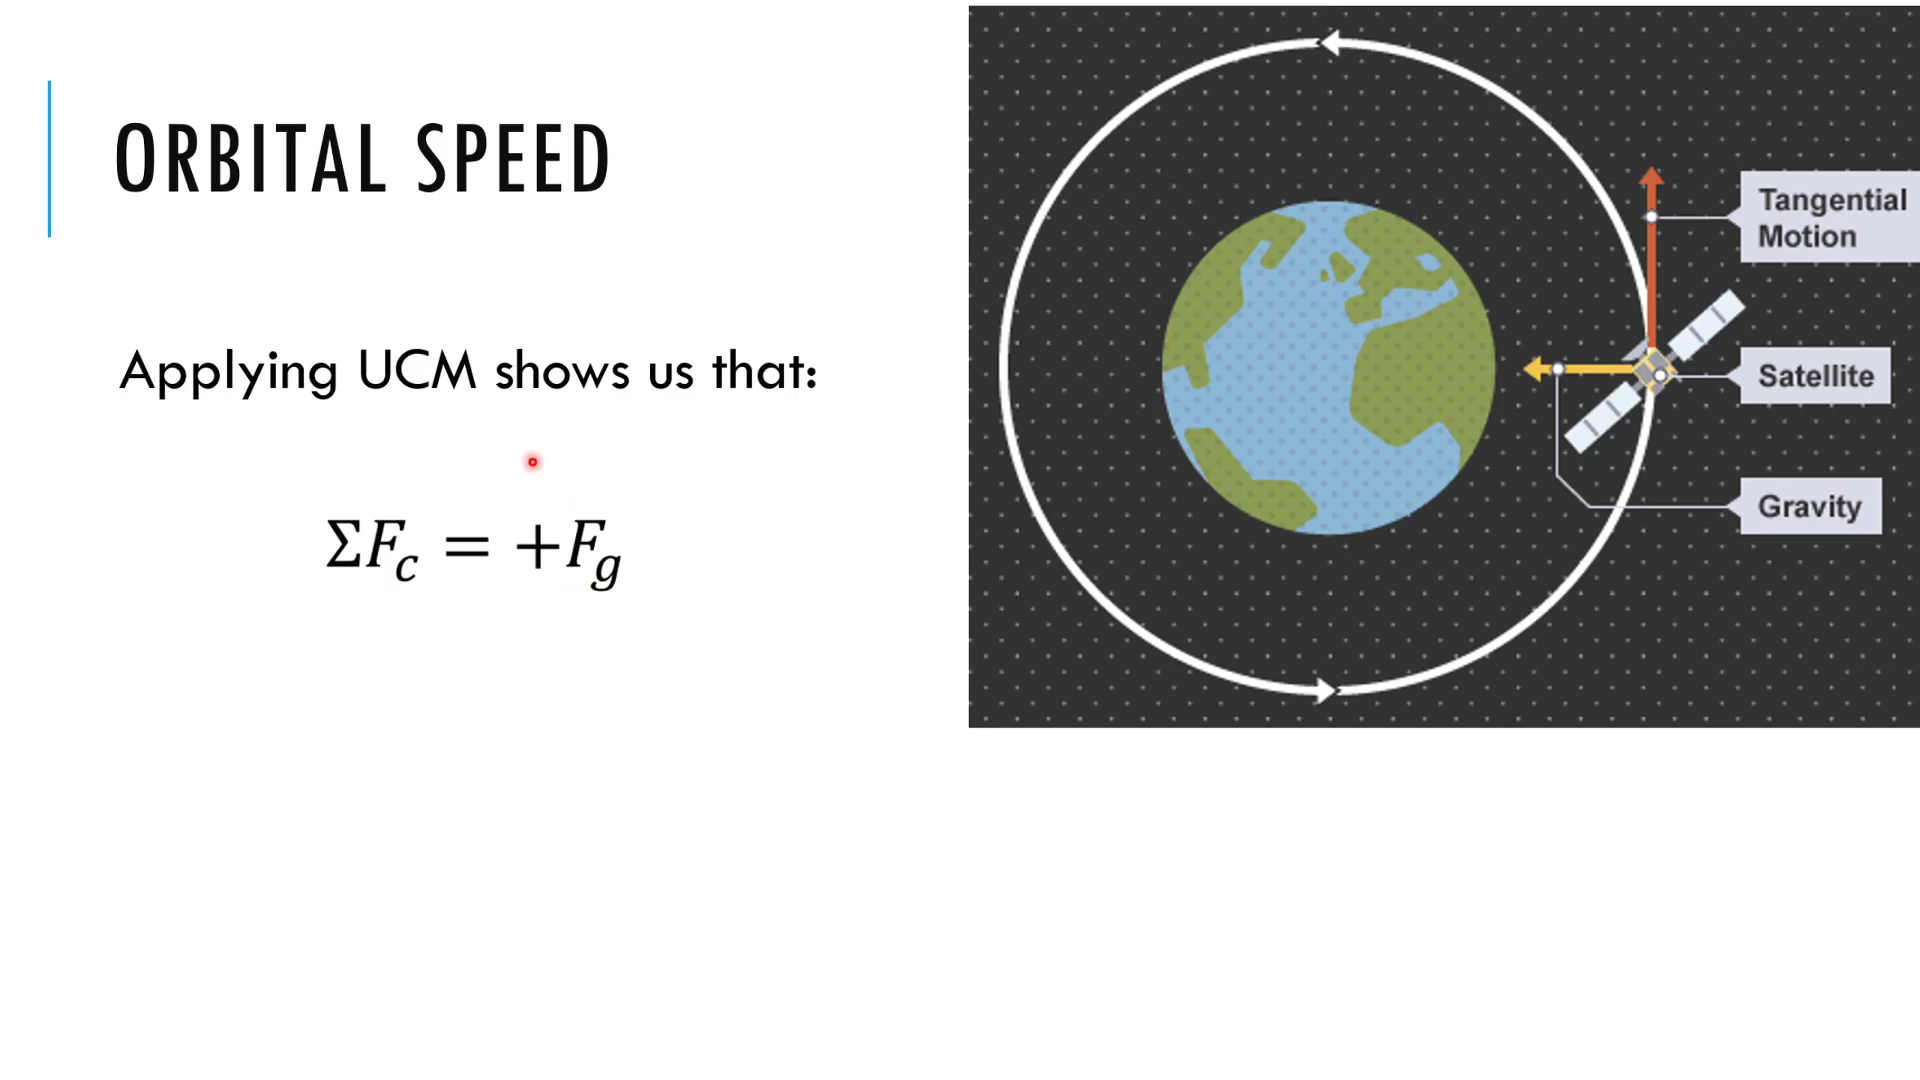 ORBITAL SPEED
Applying UCM shows us that:
ΣF_c = +F_g
Tangential
Motion
Satellite
Gravity